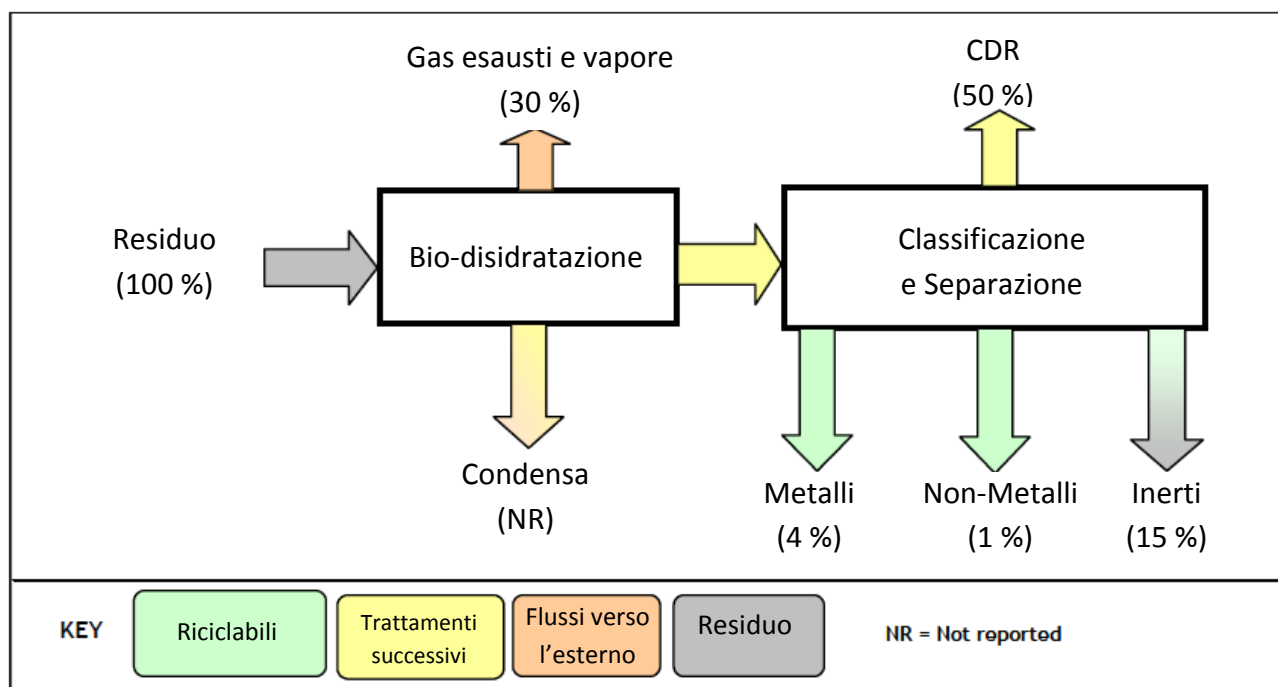 Gas esausti e vapore
(30 %)
CDR
(50 %)
Residuo
(100 %)
Bio-disidratazione
Classificazione
e Separazione
Condensa
(NR)
Metalli
(4 %)
Non-Metalli
(1 %)
Inerti
(15 %)
KEY
Riciclabili
Trattamenti
successivi
Flussi verso
l’esterno
Residuo
NR = Not reported